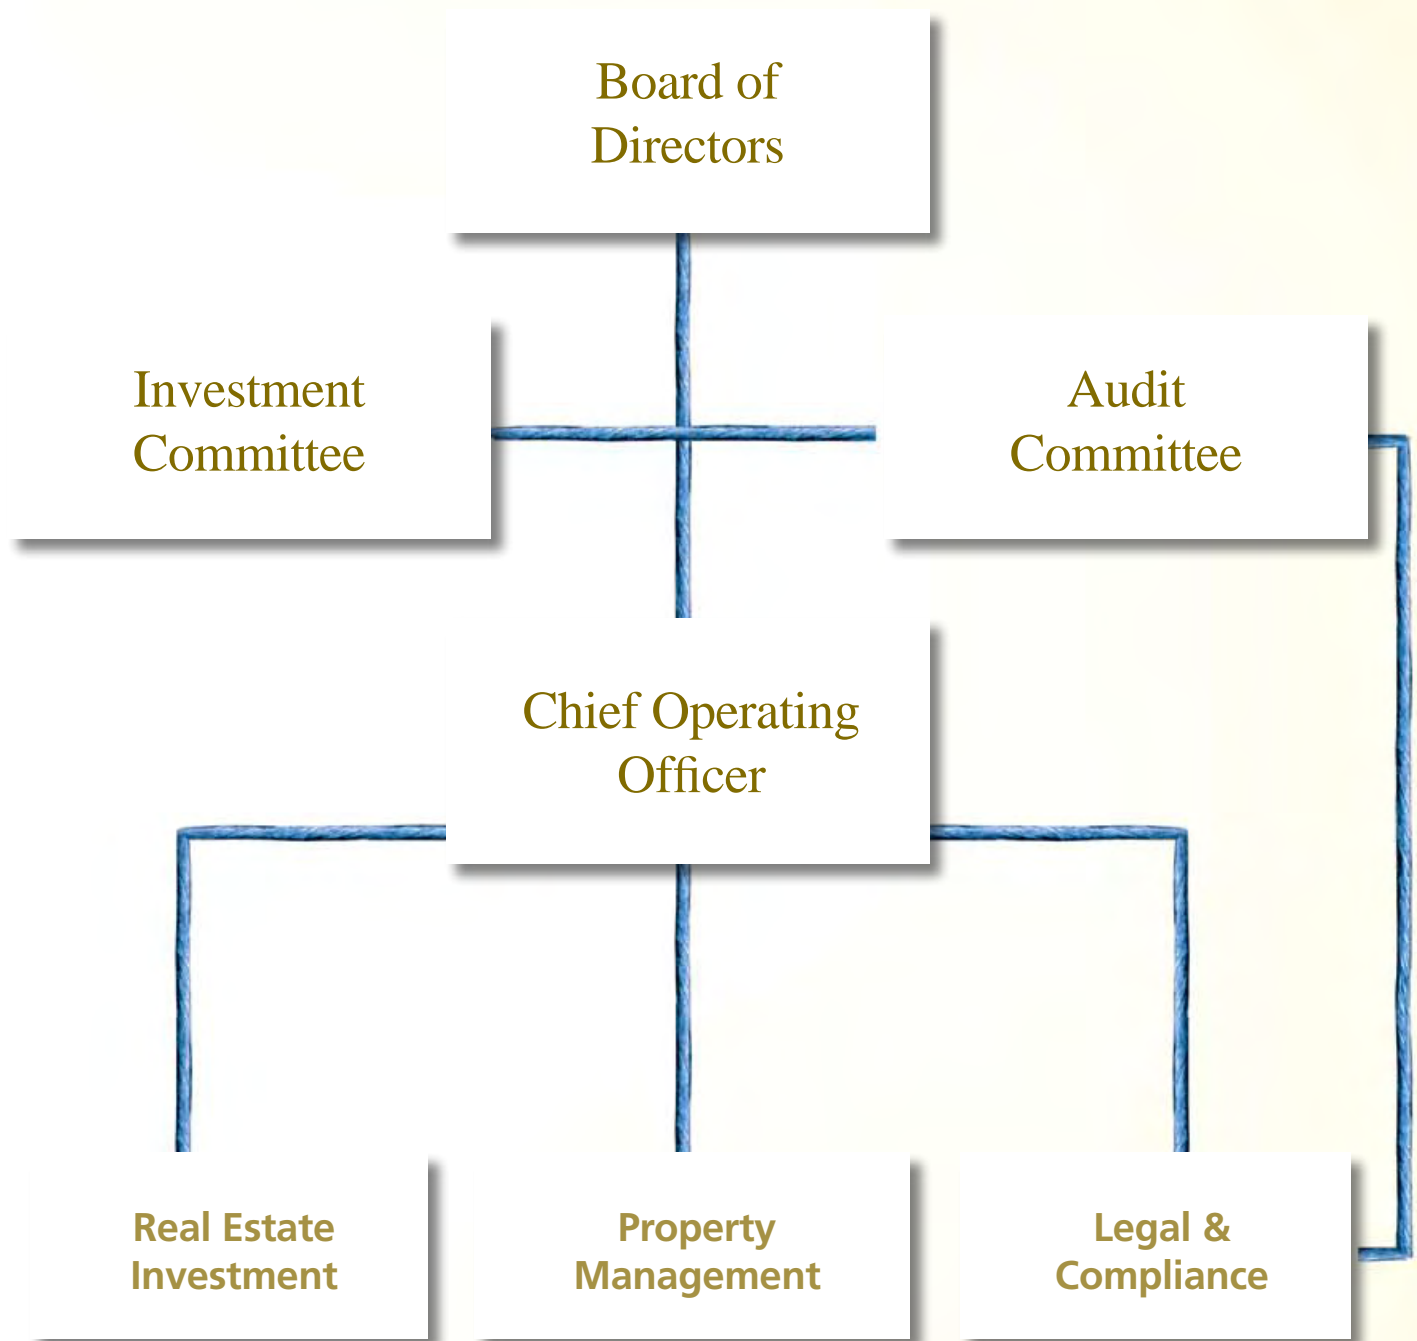 Board of
Directors
Investment
Committee
Audit
Committee
Chief Operating
Officer
Real Estate
Investment
Property
Management
Legal &
Compliance